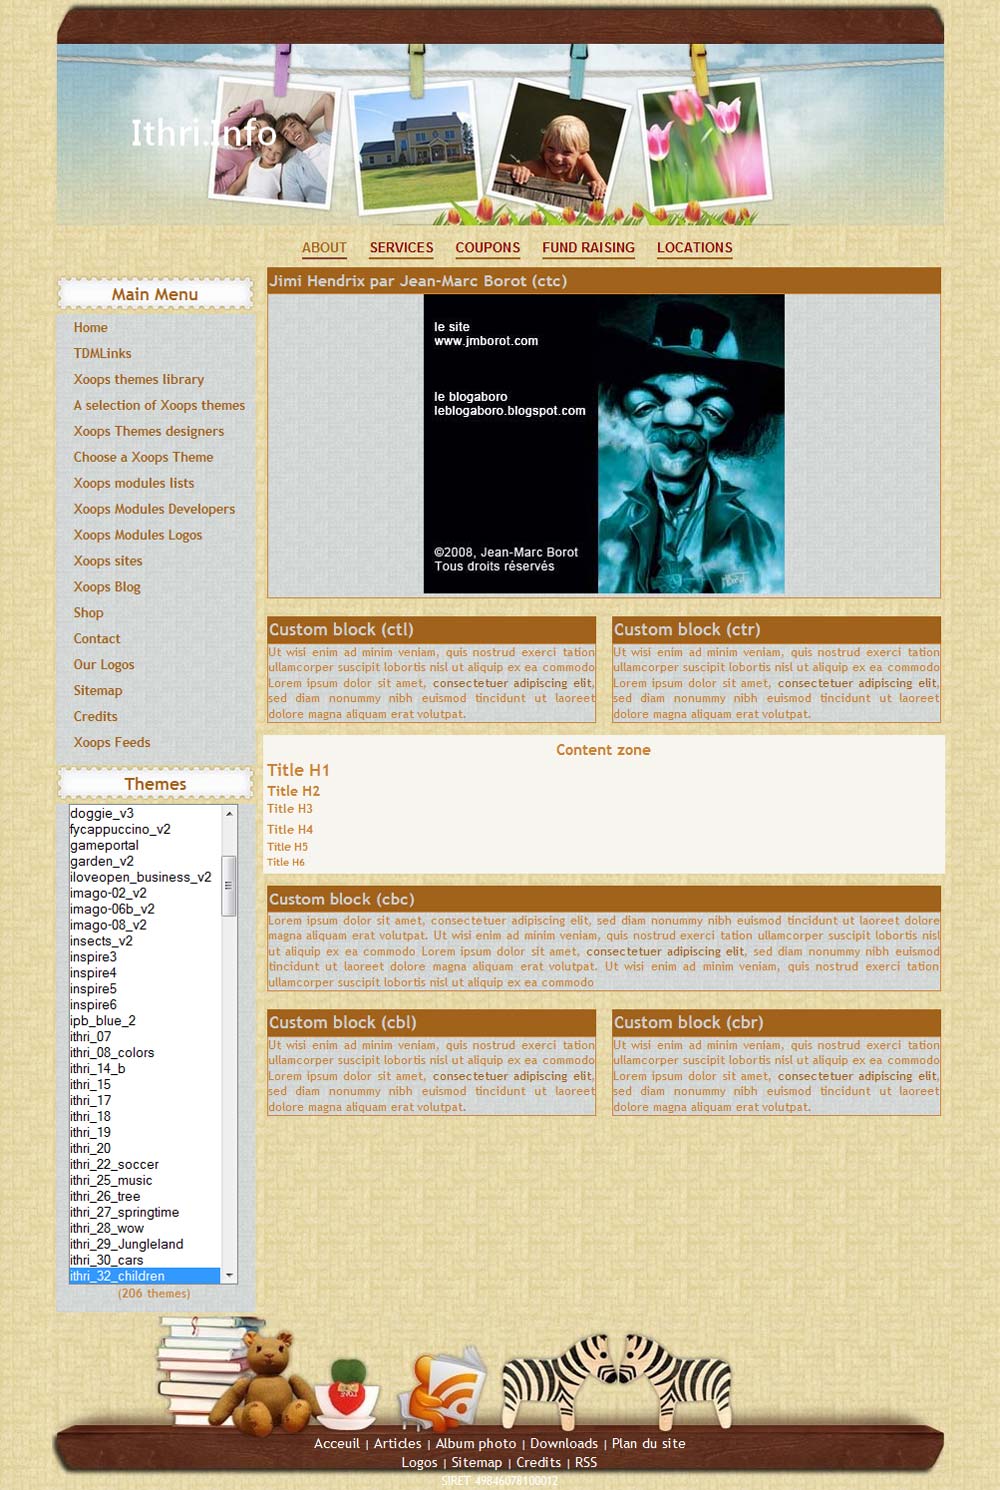 Ithri.Info
ABOUT SERVICES COUPONS FUND RAISING LOCATIONS
Main Menu
Home
TDMLinks
Xoops themes library
A selection of Xoops themes
Xoops Themes designers
Choose a Xoops Theme
Xoops modules lists
Xoops Modules Developers
Xoops Modules Logos
Xoops sites
Xoops Blog
Shop
Contact
Our Logos
Sitemap
Credits
Xoops Feeds
Themes
doggie_v3
fycappuccino_v2
gameportal
garden_v2
iloveopen_business_v2
imago-02_v2
imago-06b_v2
imago-08_v2
insects_v2
inspire3
inspire4
inspire5
inspire6
ipb_blue_2
ithri_07
ithri_08_colors
ithri_14_b
ithri_15
ithri_17
ithri_18
ithri_19
ithri_20
ithri_22_soccer
ithri_25_music
ithri_26_tree
ithri_27_springtime
ithri_28_wow
ithri_29_Jungleland
ithri_30_cars
ithri_32_children
(206 themes)
Jimi Hendrix par Jean-Marc Borot (ctc)
le site
www.jmborot.com
le blogaboro
leblogaboro.blogspot.com
©2008, Jean-Marc Borot
Tous droits réservés
Custom block (ctl)
Ut wisi enim ad minim veniam, quis nostrud exerci tation
ullamcorper suscipit lobortis nisl ut aliquip ex ea commodo
Lorem ipsum dolor sit amet, consectetuer adipiscing elit,
sed diam nonummy nibh euismod tincidunt ut laoreet
dolore magna aliquam erat volutpat.
Custom block (ctr)
Ut wisi enim ad minim veniam, quis nostrud exerci tation
ullamcorper suscipit lobortis nisl ut aliquip ex ea commodo
Lorem ipsum dolor sit amet, consectetuer adipiscing elit,
sed diam nonummy nibh euismod tincidunt ut laoreet
dolore magna aliquam erat volutpat.
Content zone
Title H1
Title H2
Title H3
Title H4
Title H5
Title H6
Custom block (cbc)
Lorem ipsum dolor sit amet, consectetuer adipiscing elit, sed diam nonummy nibh euismod tincidunt ut laoreet dolore
magna aliquam erat volutpat. Ut wisi enim ad minim veniam, quis nostrud exerci tation ullamcorper suscipit lobortis nisl
ut aliquip ex ea commodo Lorem ipsum dolor sit amet, consectetuer adipiscing elit, sed diam nonummy nibh euismod
tincidunt ut laoreet dolore magna aliquam erat volutpat. Ut wisi enim ad minim veniam, quis nostrud exerci tation
ullamcorper suscipit lobortis nisl ut aliquip ex ea commodo
Custom block (cbl)
Ut wisi enim ad minim veniam, quis nostrud exerci tation
ullamcorper suscipit lobortis nisl ut aliquip ex ea commodo
Lorem ipsum dolor sit amet, consectetuer adipiscing elit,
sed diam nonummy nibh euismod tincidunt ut laoreet
dolore magna aliquam erat volutpat.
Custom block (cbr)
Ut wisi enim ad minim veniam, quis nostrud exerci tation
ullamcorper suscipit lobortis nisl ut aliquip ex ea commodo
Lorem ipsum dolor sit amet, consectetuer adipiscing elit,
sed diam nonummy nibh euismod tincidunt ut laoreet
dolore magna aliquam erat volutpat.
Acceuil | Articles | Album photo | Downloads | Plan du site
Logos | Sitemap | Credits | RSS
SIRET 49846078100012